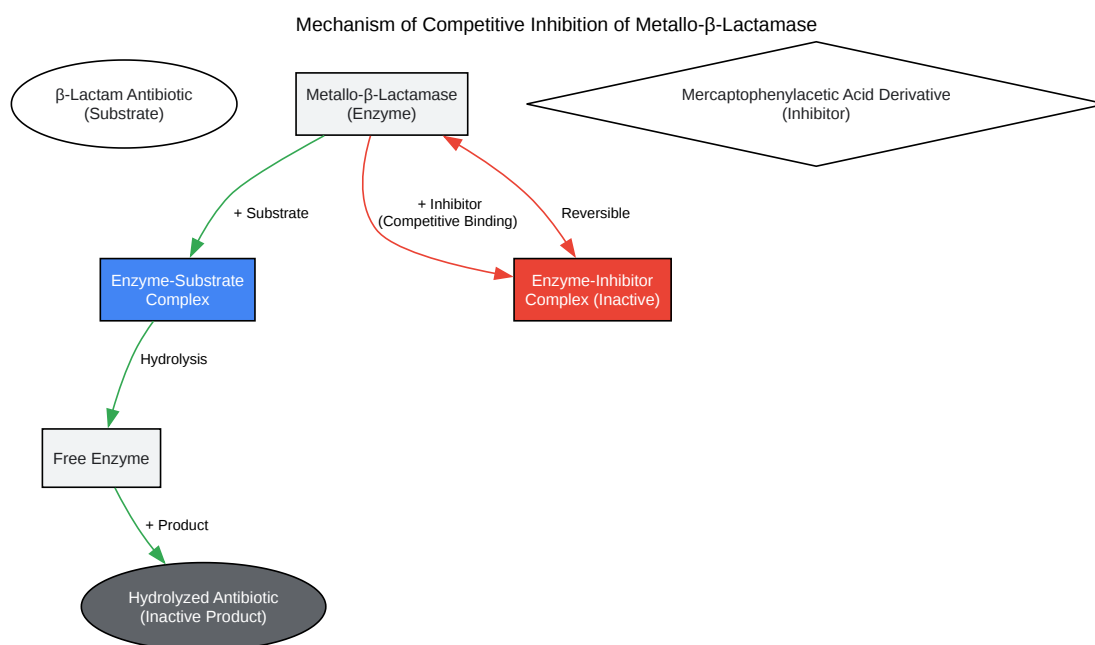 Mechanism of Competitive Inhibition of Metallo-β-Lactamase
β-Lactam Antibiotic
(Substrate)
Metallo-β-Lactamase
(Enzyme)
Mercaptophenylacetic Acid Derivative
(Inhibitor)
+ Substrate
+ Inhibitor
(Competitive Binding)
Reversible
Enzyme-Substrate
Complex
Enzyme-Inhibitor
Complex (Inactive)
Hydrolysis
Free Enzyme
+ Product
Hydrolyzed Antibiotic
(Inactive Product)